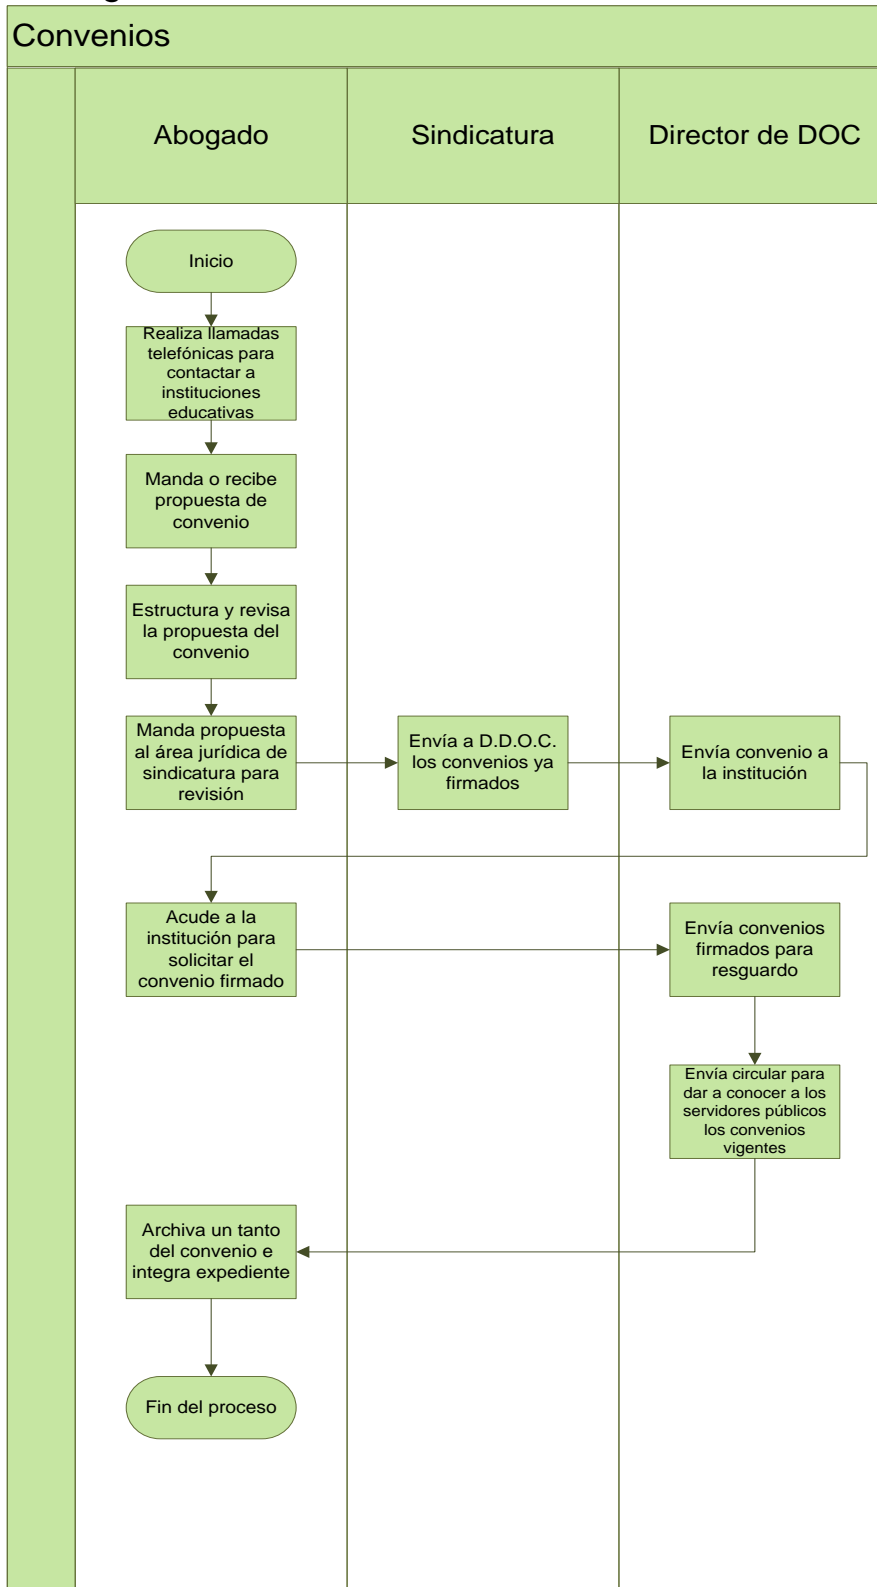 Convenios
Abogado
Sindicatura
Director de DOC
Inicio
Realiza llamadas
telefónicas para
contactar a
instituciones
educativas
Manda o recibe
propuesta de
convenio
Estructura y revisa
la propuesta del
convenio
Manda propuesta
al área jurídica de
sindicatura para
revisión
Envía a D.D.O.C.
los convenios ya
firmados
Envía convenio a
la institución
Acude a la
institución para
solicitar el
convenio firmado
Envía convenios
firmados para
resguardo
Envía circular para
dar a conocer a los
servidores públicos
los convenios
vigentes
Archiva un tanto
del convenio e
integra expediente
Fin del proceso